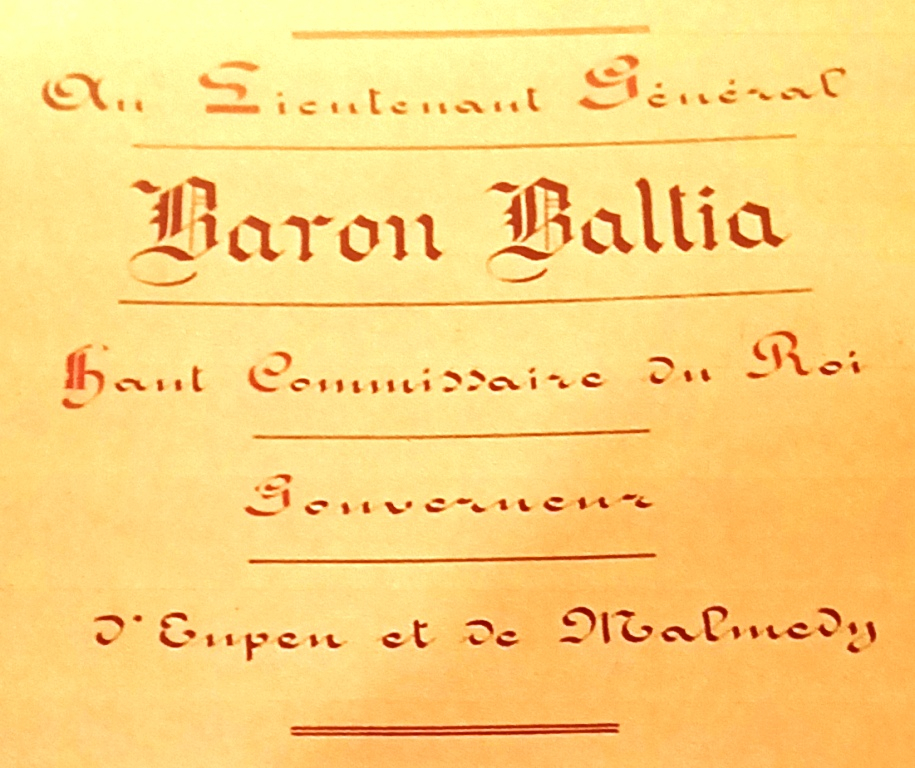 Au Lieutenant Général
Baron Baltia
Haut Commissaire du Roi
Gouverneur
d'Eupen et de Malmedy